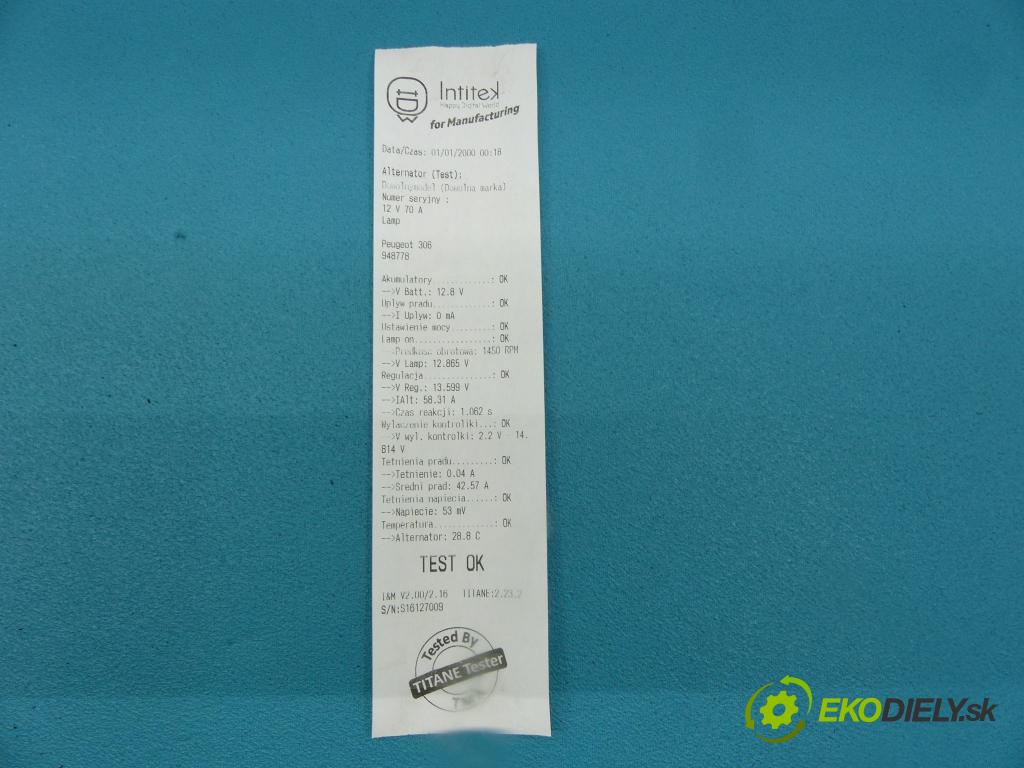 Intitek
Happy Digital World
for Manufacturing
Data/Czas: 01/01/2000 00:18
Alternator (Test):
Dowolnymodel (Dowolna marka)
Numer seryjny :
12 V 70 A
Lamp
Peugeot 306
948778
Akumulatory............: OK
-->V Batt.: 12.8 V
Uplyw pradu............: OK
-->I Uplyw: 0 mA
Ustawienie mocy........: OK
Lamp on................: OK
-->Predkosc obrotowa: 1450 RPM
-->V Lamp: 12.865 V
Regulacja..............: OK
-->V Reg.: 13.599 V
-->IAlt: 58.31 A
-->Czas reakcji: 1.062 s
Wylaczenie kontroliki...: OK
-->V wyl. kontrolki: 2.2 V - 14.
814 V
Tetnienia pradu.........: OK
-->Tetnienie: 0.04 A
-->Sredni prad: 42.57 A
Tetnienia napiecia......: OK
-->Napiecie: 53 mV
Temperatura............: OK
-->Alternator: 28.8 C
TEST OK
I&M V2.00/2.16 TITANE:2.23.2
S/N:S16127009
Tested By
TITANE Tester
EKODIELY.sk